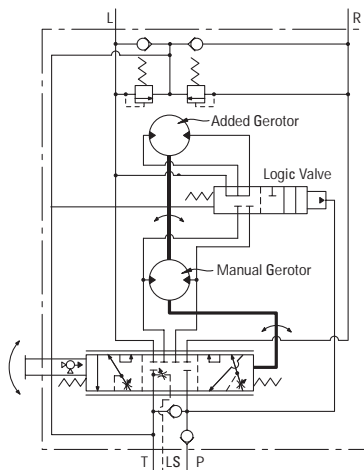 L R
Added Gerotor
Logic Valve
Manual Gerotor
T LS P